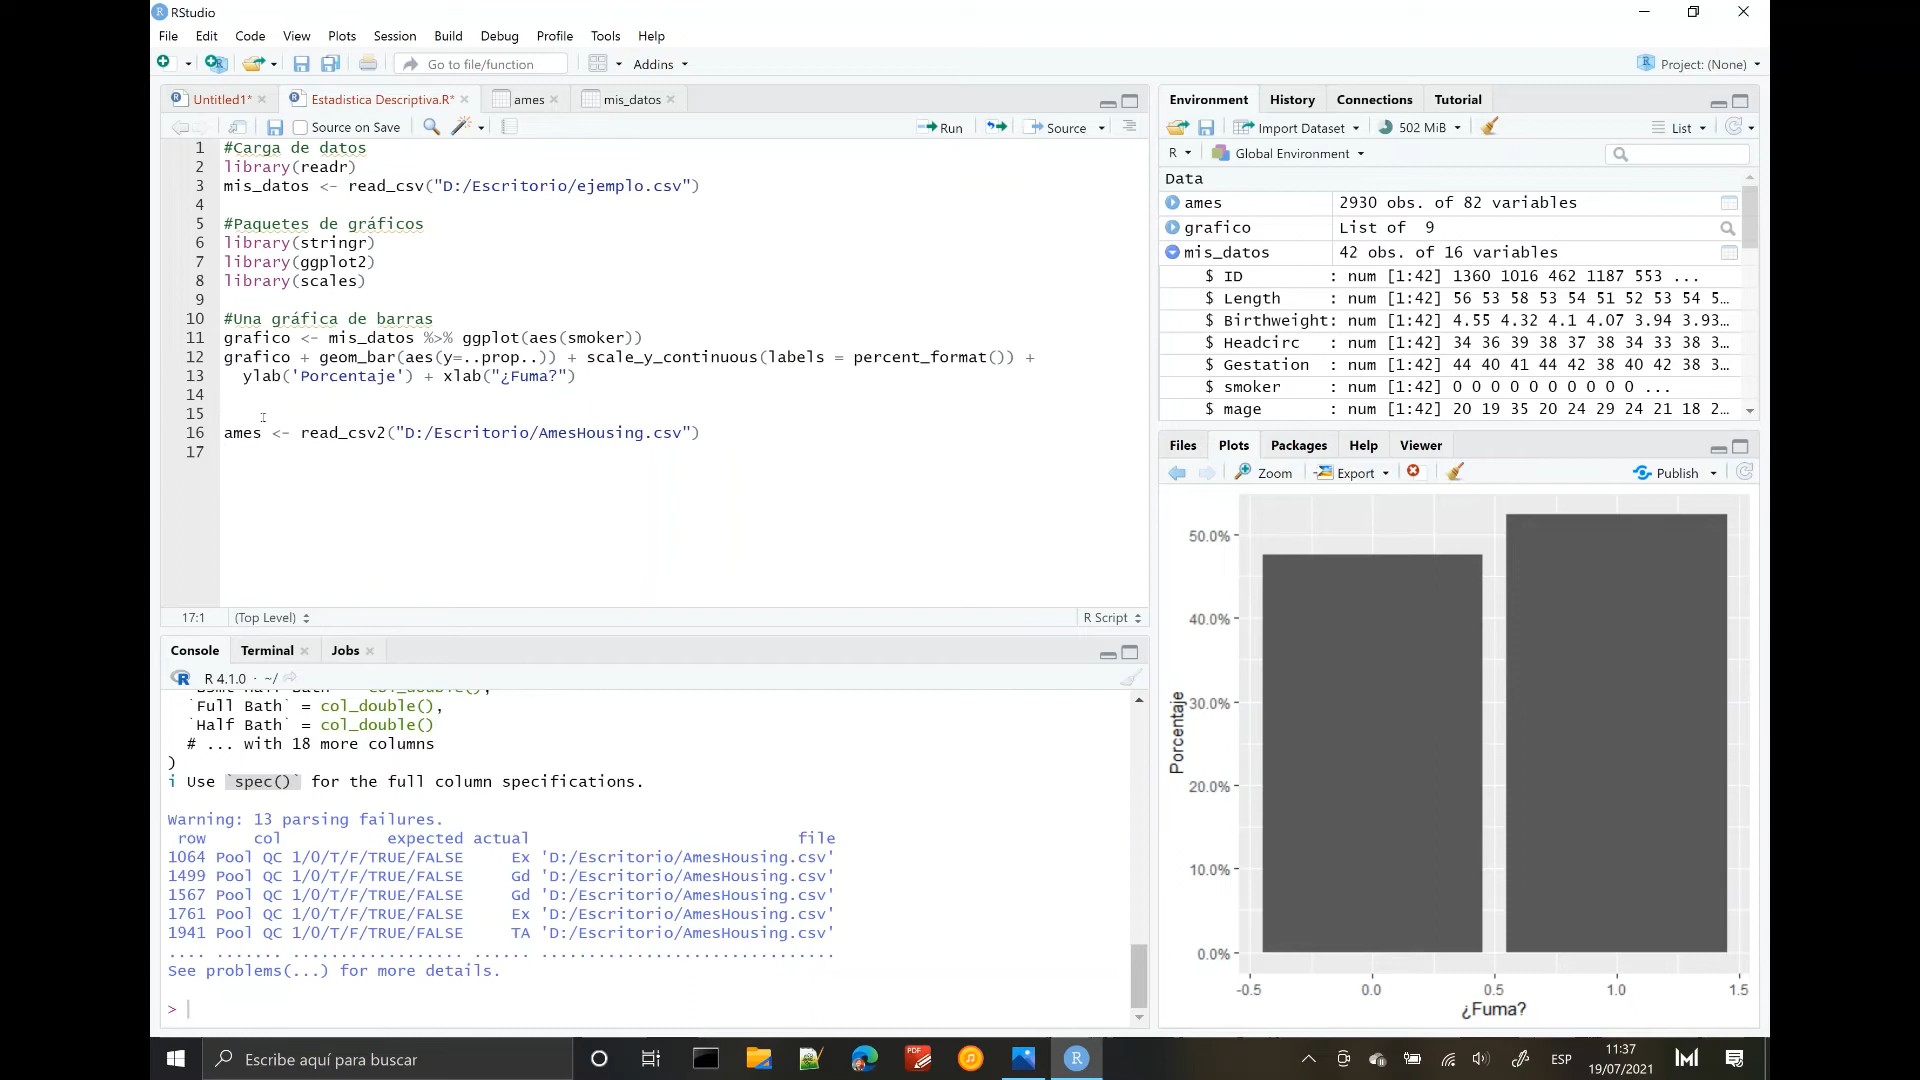 RStudio
File Edit Code View Plots Session Build Debug Profile Tools Help
Go to file/function Addins Project: (None)
Untitled1* Estadistica Descriptiva.R* ames mis_datos
Source on Save Run Source
1 #Carga de datos
2 library(readr)
3 mis_datos <- read_csv("D:/Escritorio/ejemplo.csv")
4
5 #Paquetes de gráficos
6 library(stringr)
7 library(ggplot2)
8 library(scales)
9
10 #Una gráfica de barras
11 grafico <- mis_datos %>% ggplot(aes(smoker))
12 grafico + geom_bar(aes(y=..prop..)) + scale_y_continuous(labels = percent_format()) +
13 ylab('Porcentaje') + xlab("¿Fuma?")
14
15
16 ames <- read_csv2("D:/Escritorio/AmesHousing.csv")
17
17:1 (Top Level) R Script
Console Terminal Jobs
R 4.1.0 · ~/
`Full Bath` = col_double(),
`Half Bath` = col_double()
# ... with 18 more columns
)
i Use `spec()` for the full column specifications.
Warning: 13 parsing failures.
row col expected actual file
1064 Pool QC 1/0/T/F/TRUE/FALSE Ex 'D:/Escritorio/AmesHousing.csv'
1499 Pool QC 1/0/T/F/TRUE/FALSE Gd 'D:/Escritorio/AmesHousing.csv'
1567 Pool QC 1/0/T/F/TRUE/FALSE Gd 'D:/Escritorio/AmesHousing.csv'
1761 Pool QC 1/0/T/F/TRUE/FALSE Ex 'D:/Escritorio/AmesHousing.csv'
1941 Pool QC 1/0/T/F/TRUE/FALSE TA 'D:/Escritorio/AmesHousing.csv'
.... ....... .................. ...... ...............................
See problems(...) for more details.
>
Environment History Connections Tutorial
Import Dataset 502 MiB List
R Global Environment
Data
ames 2930 obs. of 82 variables
grafico List of 9
mis_datos 42 obs. of 16 variables
$ ID : num [1:42] 1360 1016 462 1187 553 ...
$ Length : num [1:42] 56 53 58 53 54 51 52 53 54 5...
$ Birthweight: num [1:42] 4.55 4.32 4.1 4.07 3.94 3.93...
$ Headcirc : num [1:42] 34 36 39 38 37 38 34 33 38 3...
$ Gestation : num [1:42] 44 40 41 44 42 38 40 42 38 3...
$ smoker : num [1:42] 0 0 0 0 0 0 0 0 0 0 ...
$ mage : num [1:42] 20 19 35 20 24 29 24 21 18 2...
Files Plots Packages Help Viewer
Zoom Export Publish
50.0%
40.0%
30.0%
20.0%
10.0%
0.0%
Porcentaje
-0.5 0.0 0.5 1.0 1.5
¿Fuma?
Escribe aquí para buscar
PDF
R
ESP
11:37
19/07/2021